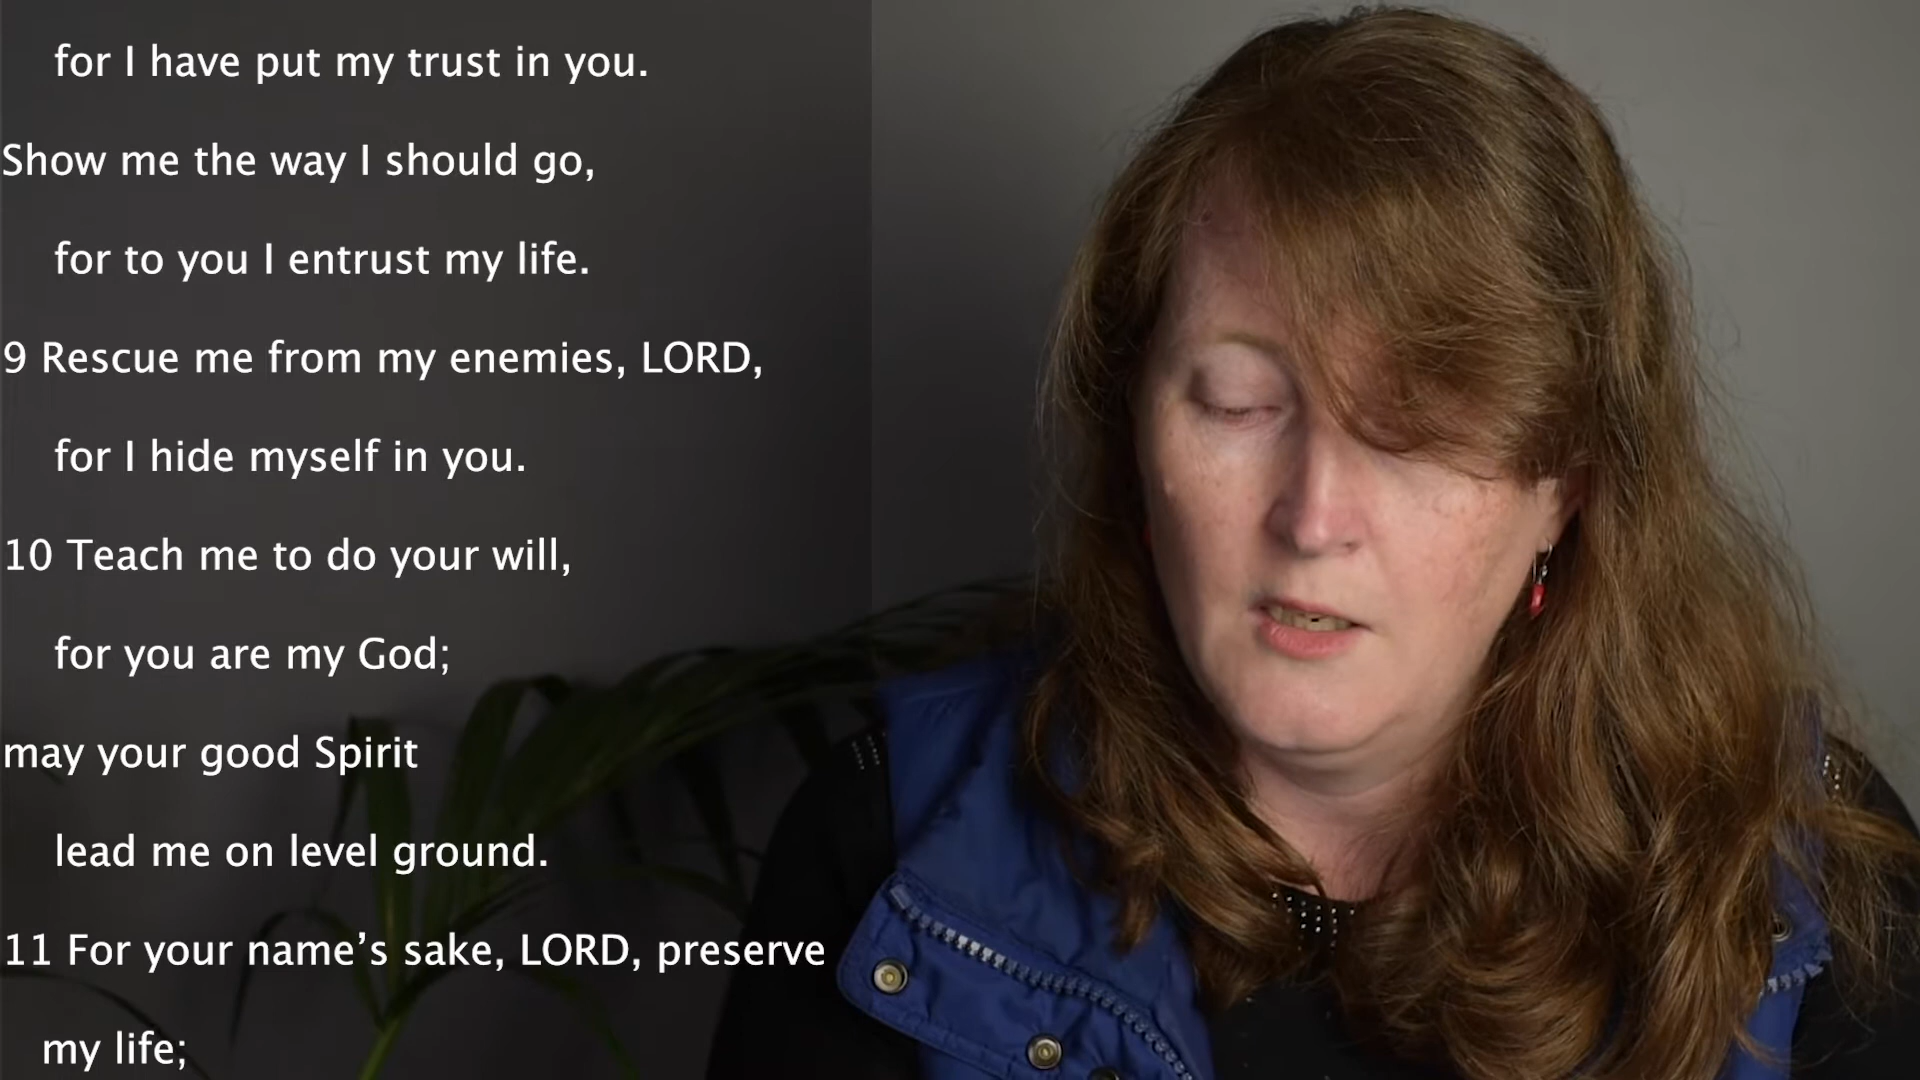 for I have put my trust in you.
Show me the way I should go,
for to you I entrust my life.
9 Rescue me from my enemies, LORD,
for I hide myself in you.
10 Teach me to do your will,
for you are my God;
may your good Spirit
lead me on level ground.
11 For your name’s sake, LORD, preserve
my life;